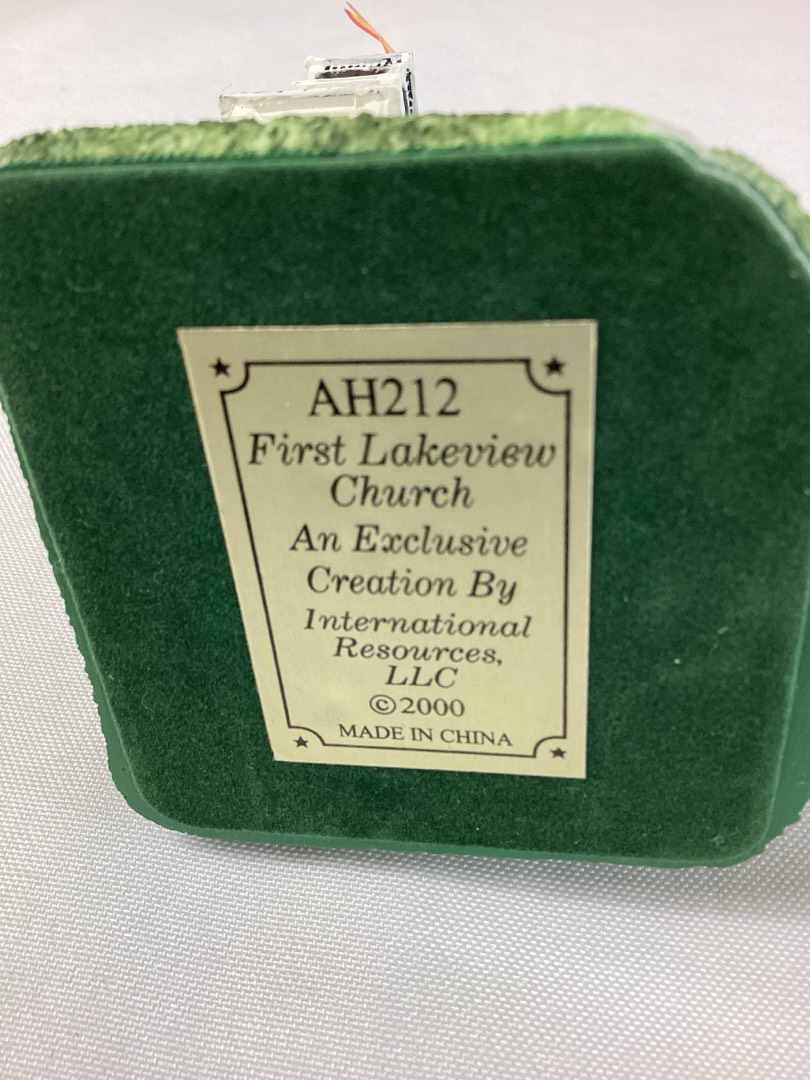 AH212
First Lakeview
Church
An Exclusive
Creation By
International
Resources,
LLC
©2000
MADE IN CHINA